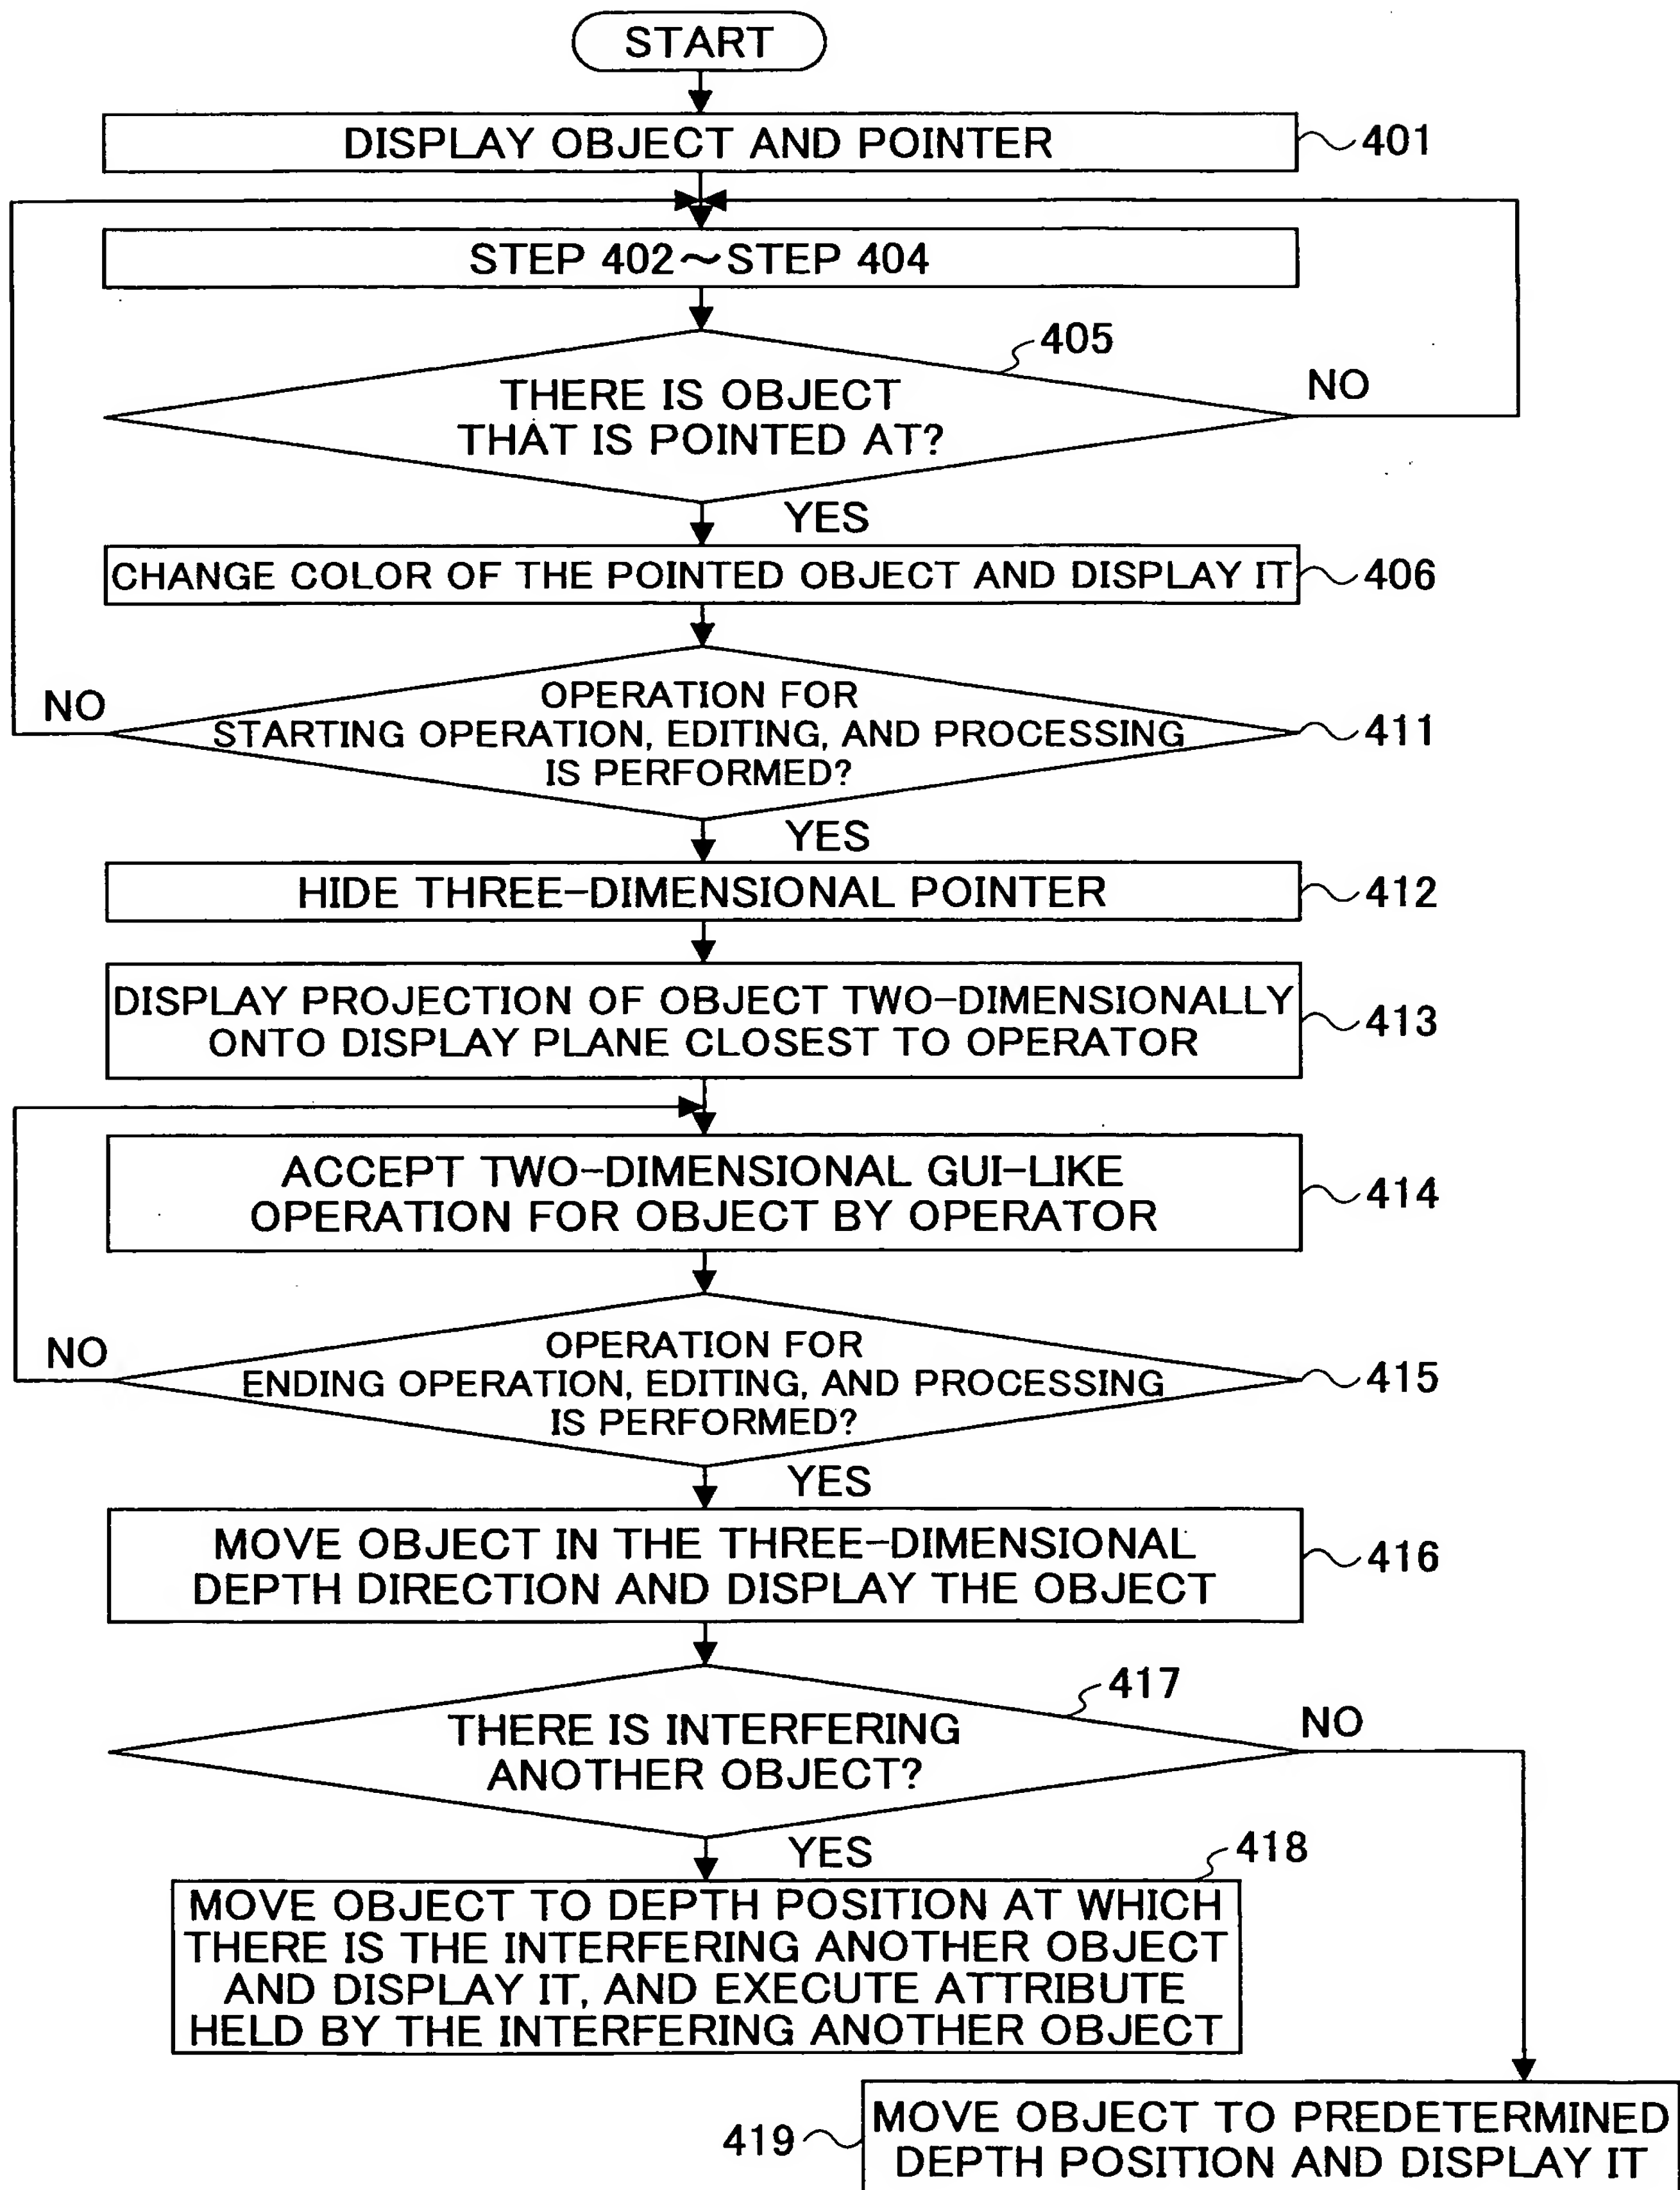 START
DISPLAY OBJECT AND POINTER
401
STEP 402~STEP 404
405
THERE IS OBJECT
THAT IS POINTED AT?
NO
YES
CHANGE COLOR OF THE POINTED OBJECT AND DISPLAY IT
406
OPERATION FOR
STARTING OPERATION, EDITING, AND PROCESSING
IS PERFORMED?
NO
411
YES
HIDE THREE-DIMENSIONAL POINTER
412
DISPLAY PROJECTION OF OBJECT TWO-DIMENSIONALLY
ONTO DISPLAY PLANE CLOSEST TO OPERATOR
413
ACCEPT TWO-DIMENSIONAL GUI-LIKE
OPERATION FOR OBJECT BY OPERATOR
414
OPERATION FOR
ENDING OPERATION, EDITING, AND PROCESSING
IS PERFORMED?
NO
415
YES
MOVE OBJECT IN THE THREE-DIMENSIONAL
DEPTH DIRECTION AND DISPLAY THE OBJECT
416
417
THERE IS INTERFERING
ANOTHER OBJECT?
NO
YES
418
MOVE OBJECT TO DEPTH POSITION AT WHICH
THERE IS THE INTERFERING ANOTHER OBJECT
AND DISPLAY IT, AND EXECUTE ATTRIBUTE
HELD BY THE INTERFERING ANOTHER OBJECT
419
MOVE OBJECT TO PREDETERMINED
DEPTH POSITION AND DISPLAY IT